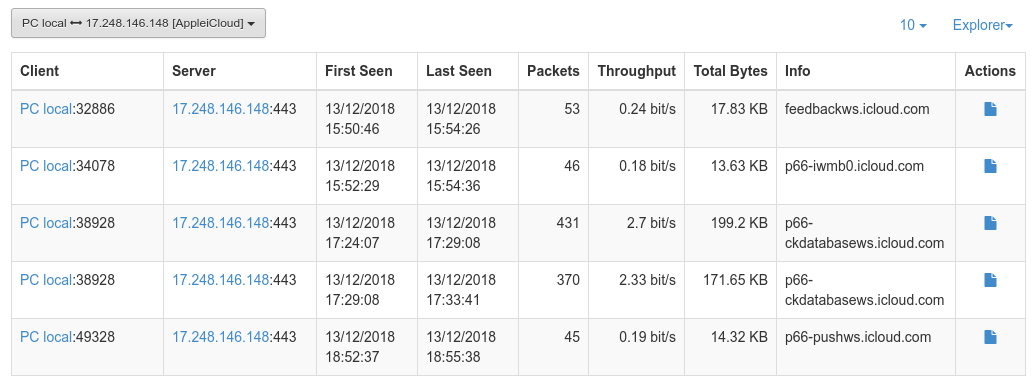 PC local ↔ 17.248.146.148 [AppleiCloud]
10 Explorer
Client Server First Seen Last Seen Packets Throughput Total Bytes Info Actions
PC local:32886 17.248.146.148:443 13/12/2018 13/12/2018 53 0.24 bit/s 17.83 KB feedbackws.icloud.com
15:50:46 15:54:26
PC local:34078 17.248.146.148:443 13/12/2018 13/12/2018 46 0.18 bit/s 13.63 KB p66-iwmb0.icloud.com
15:52:29 15:54:36
PC local:38928 17.248.146.148:443 13/12/2018 13/12/2018 431 2.7 bit/s 199.2 KB p66-
17:24:07 17:29:08 ckdatabasews.icloud.com
PC local:38928 17.248.146.148:443 13/12/2018 13/12/2018 370 2.33 bit/s 171.65 KB p66-
17:29:08 17:33:41 ckdatabasews.icloud.com
PC local:49328 17.248.146.148:443 13/12/2018 13/12/2018 45 0.19 bit/s 14.32 KB p66-pushws.icloud.com
18:52:37 18:55:38